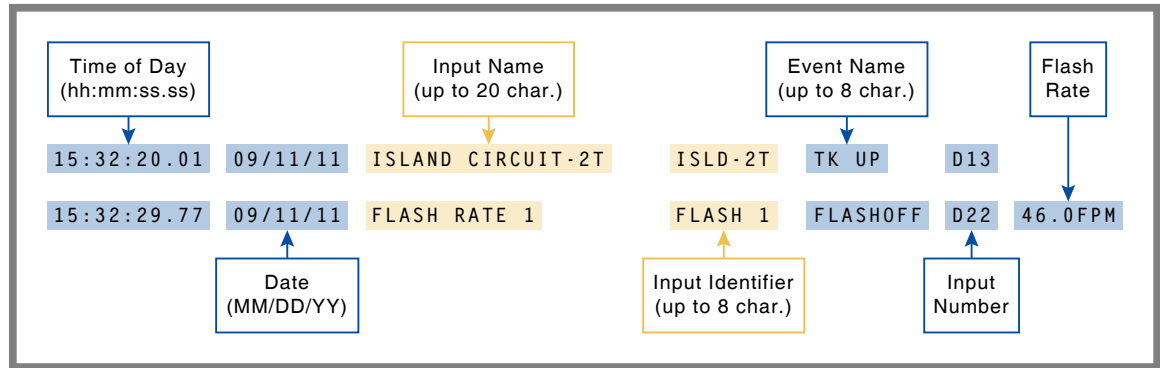 Time of Day
(hh:mm:ss.ss)
Input Name
(up to 20 char.)
Event Name
(up to 8 char.)
Flash
Rate
15:32:20.01 09/11/11 ISLAND CIRCUIT-2T ISLD-2T TK UP D13
15:32:29.77 09/11/11 FLASH RATE 1 FLASH 1 FLASHOFF D22 46.0FPM
Date
(MM/DD/YY)
Input Identifier
(up to 8 char.)
Input
Number